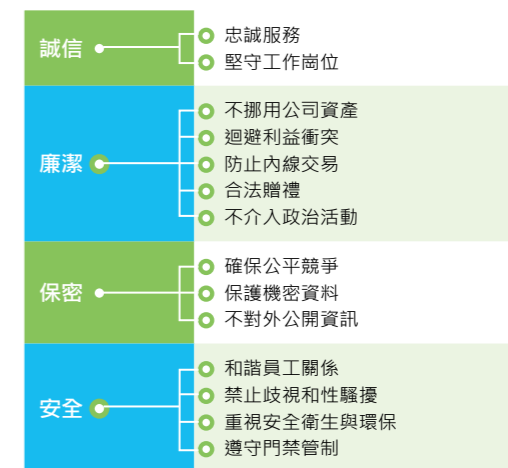 誠信
忠誠服務
堅守工作崗位
廉潔
不挪用公司資產
迴避利益衝突
防止內線交易
合法贈禮
不介入政治活動
保密
確保公平競爭
保護機密資料
不對外公開資訊
安全
和諧員工關係
禁止歧視和性騷擾
重視安全衛生與環保
遵守門禁管制